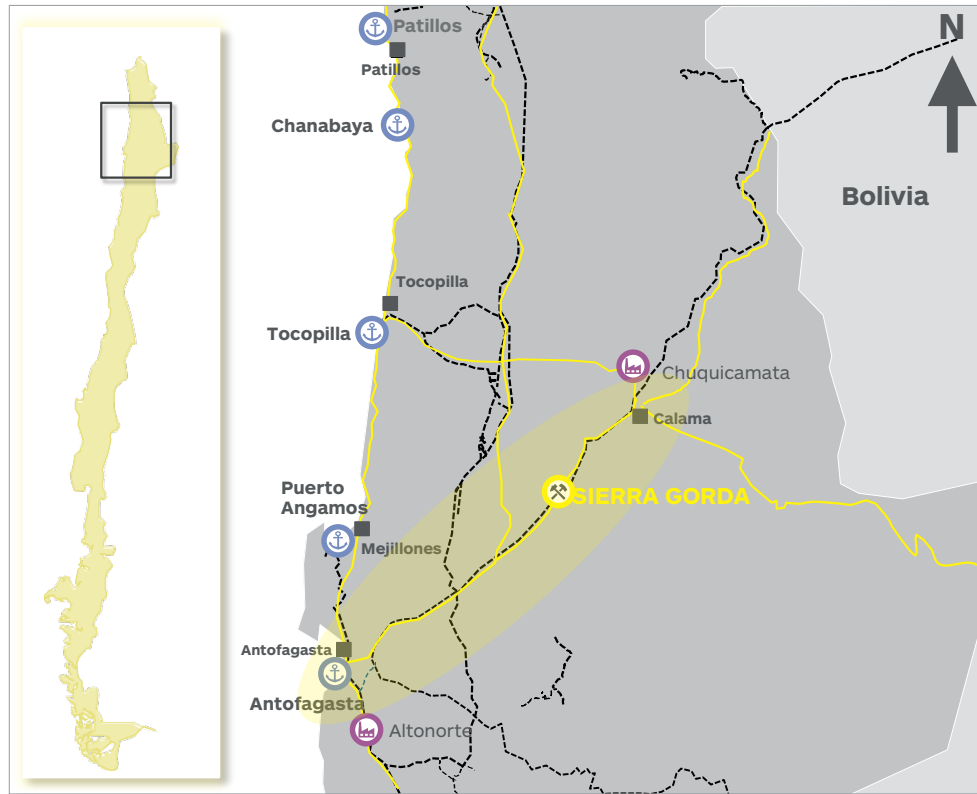 Patillos
N
Patillos
Chanabaya
Bolivia
Tocopilla
Tocopilla
Chuquicamata
Calama
Puerto
Angamos
SIERRA GORDA
Mejillones
Antofagasta
Antofagasta
Altonorte